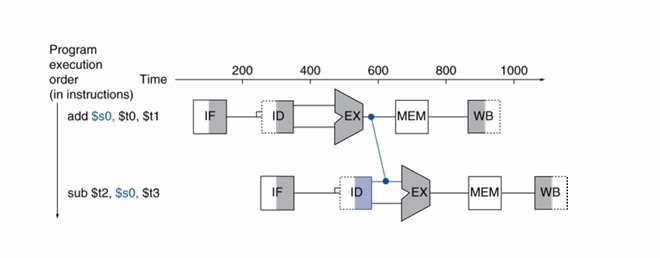 Program
execution
order
(in instructions)
Time
200 400 600 800 1000
add $s0, $t0, $t1
IF ID EX MEM WB
sub $t2, $s0, $t3
IF ID EX MEM WB